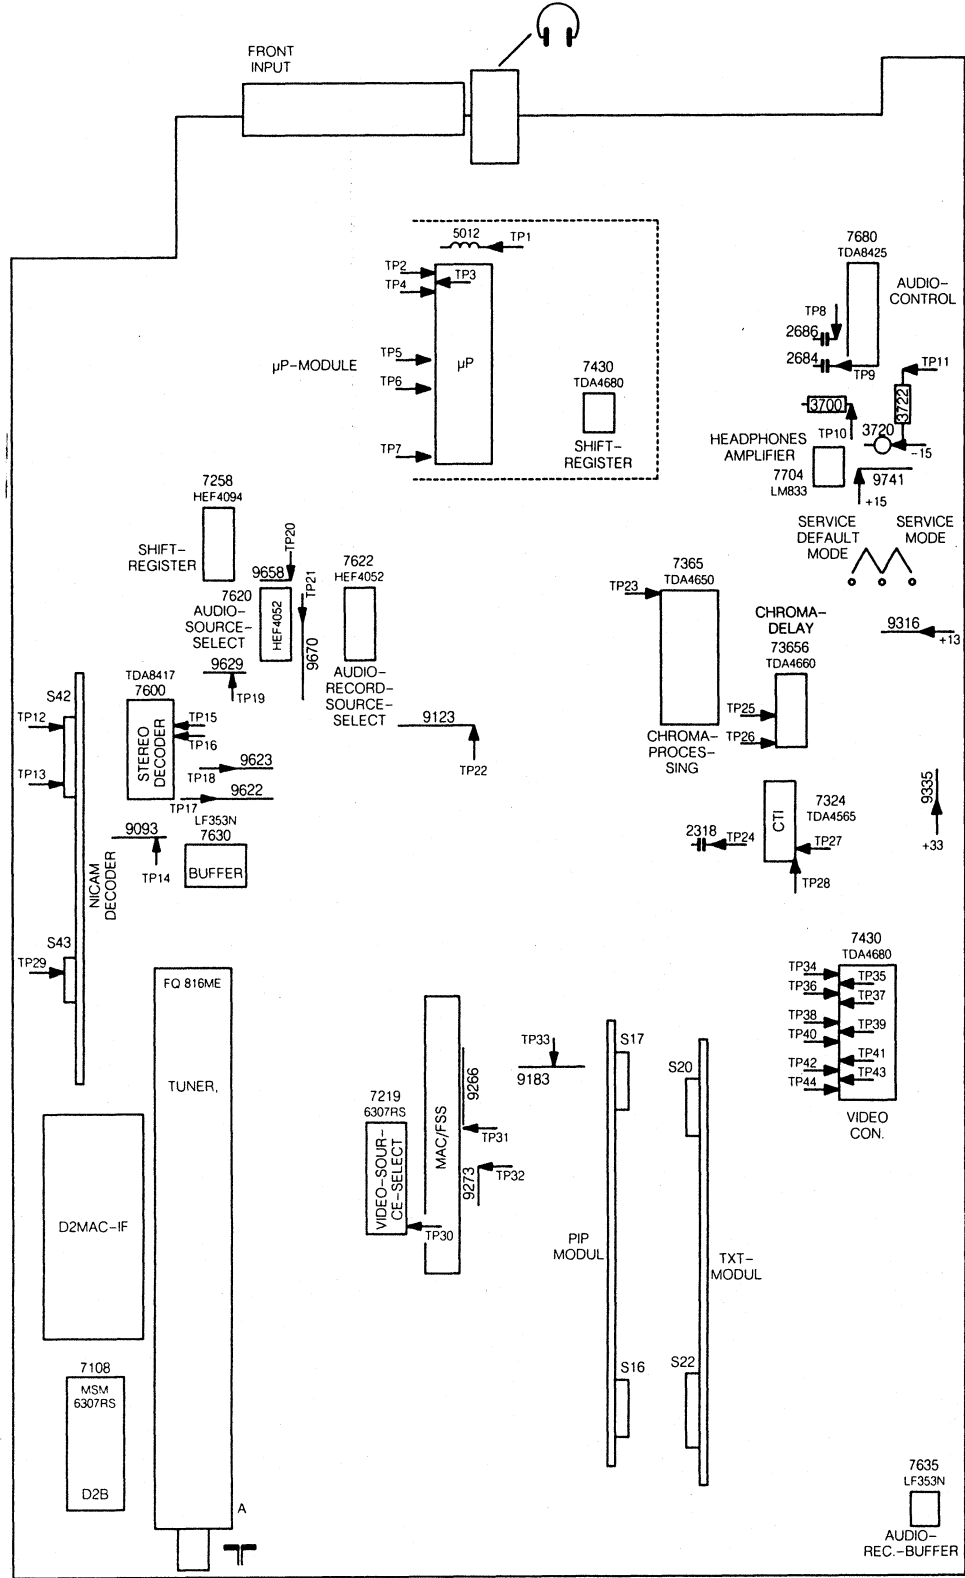 FRONT
INPUT
5012
TP1
TP2
TP3
TP4
TP5
TP6
TP7
µP
µP–MODULE
7430
TDA4680
SHIFT–
REGISTER
7680
TDA8425
AUDIO–
CONTROL
TP8
2686
2684
TP9
TP11
3700
3722
TP10
3720
–15
HEADPHONES
AMPLIFIER
7704
LM833
9741
+15
SERVICE
DEFAULT
MODE
SERVICE
MODE
7258
HEF4094
SHIFT–
REGISTER
TP20
9658
TP21
7620
AUDIO–
SOURCE–
SELECT
HEF4052
9670
7622
HEF4052
AUDIO–
RECORD–
SOURCE–
SELECT
9629
TP19
7365
TDA4650
TP23
CHROMA–
PROCES–
SING
CHROMA–
DELAY
73656
TDA4660
TP25
TP26
9316
+13
S42
TP12
TP13
TDA8417
7600
STEREO
DECODER
TP15
TP16
9623
TP18
9622
TP17
9123
TP22
LF353N
7630
BUFFER
9093
TP14
NICAM
DECODER
2318
TP24
CTI
7324
TDA4565
TP27
TP28
9335
+33
S43
TP29
FQ 816ME
TUNER,
7430
TDA4680
TP34
TP35
TP36
TP37
TP38
TP39
TP40
TP41
TP42
TP43
TP44
VIDEO
CON.
TP33
9183
S17
S20
9266
MAC/FSS
TP31
TP32
9273
7219
6307RS
VIDEO–SOUR–
CE–SELECT
TP30
D2MAC–IF
PIP
MODUL
TXT–
MODUL
S16
S22
7108
MSM
6307RS
D2B
A
7635
LF353N
AUDIO–
REC.–BUFFER